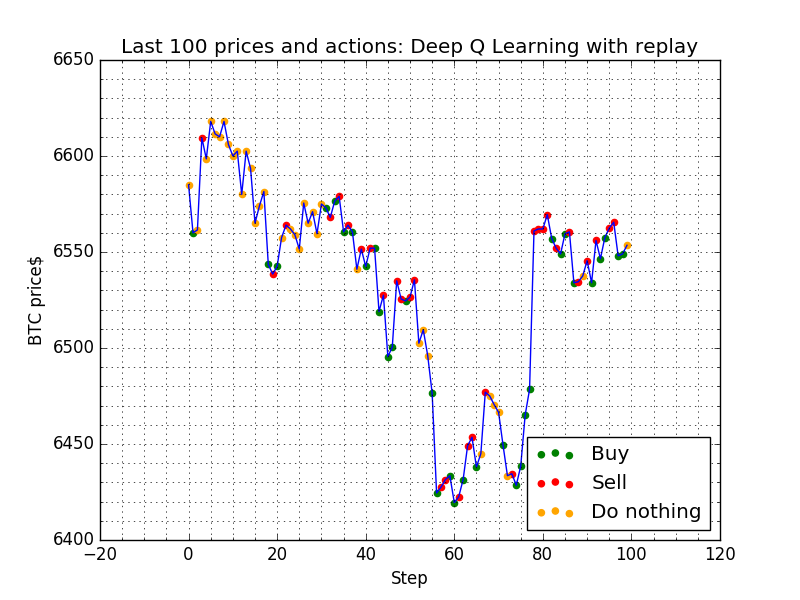 Last 100 prices and actions: Deep Q Learning with replay
6650
6600
6550
6500
6450
6400
BTC price$
Buy
Sell
Do nothing
−20
0
20
40
60
80
100
120
Step